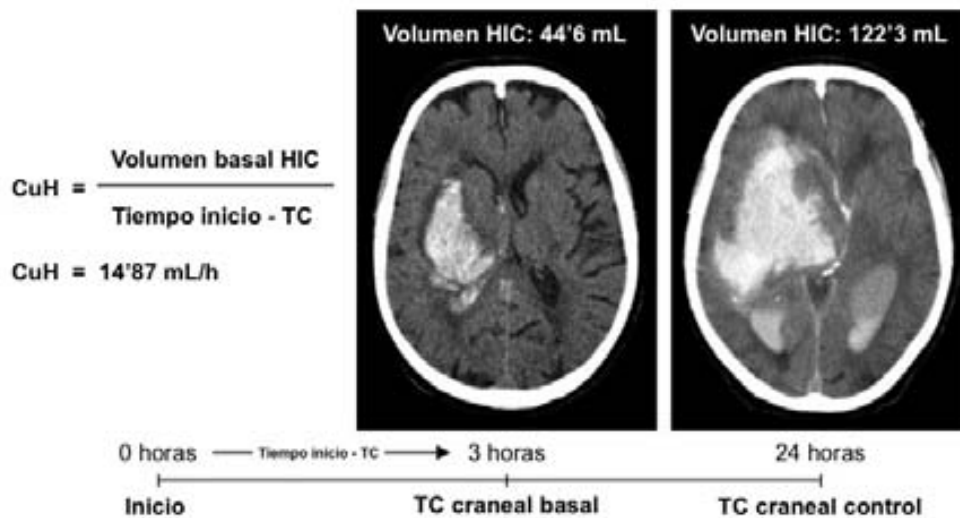 Volumen HIC: 44'6 mL
Volumen HIC: 122'3 mL
CuH = Volumen basal HIC
Tiempo inicio - TC
CuH = 14'87 mL/h
0 horas
Tiempo inicio - TC
3 horas
24 horas
Inicio
TC craneal basal
TC craneal control